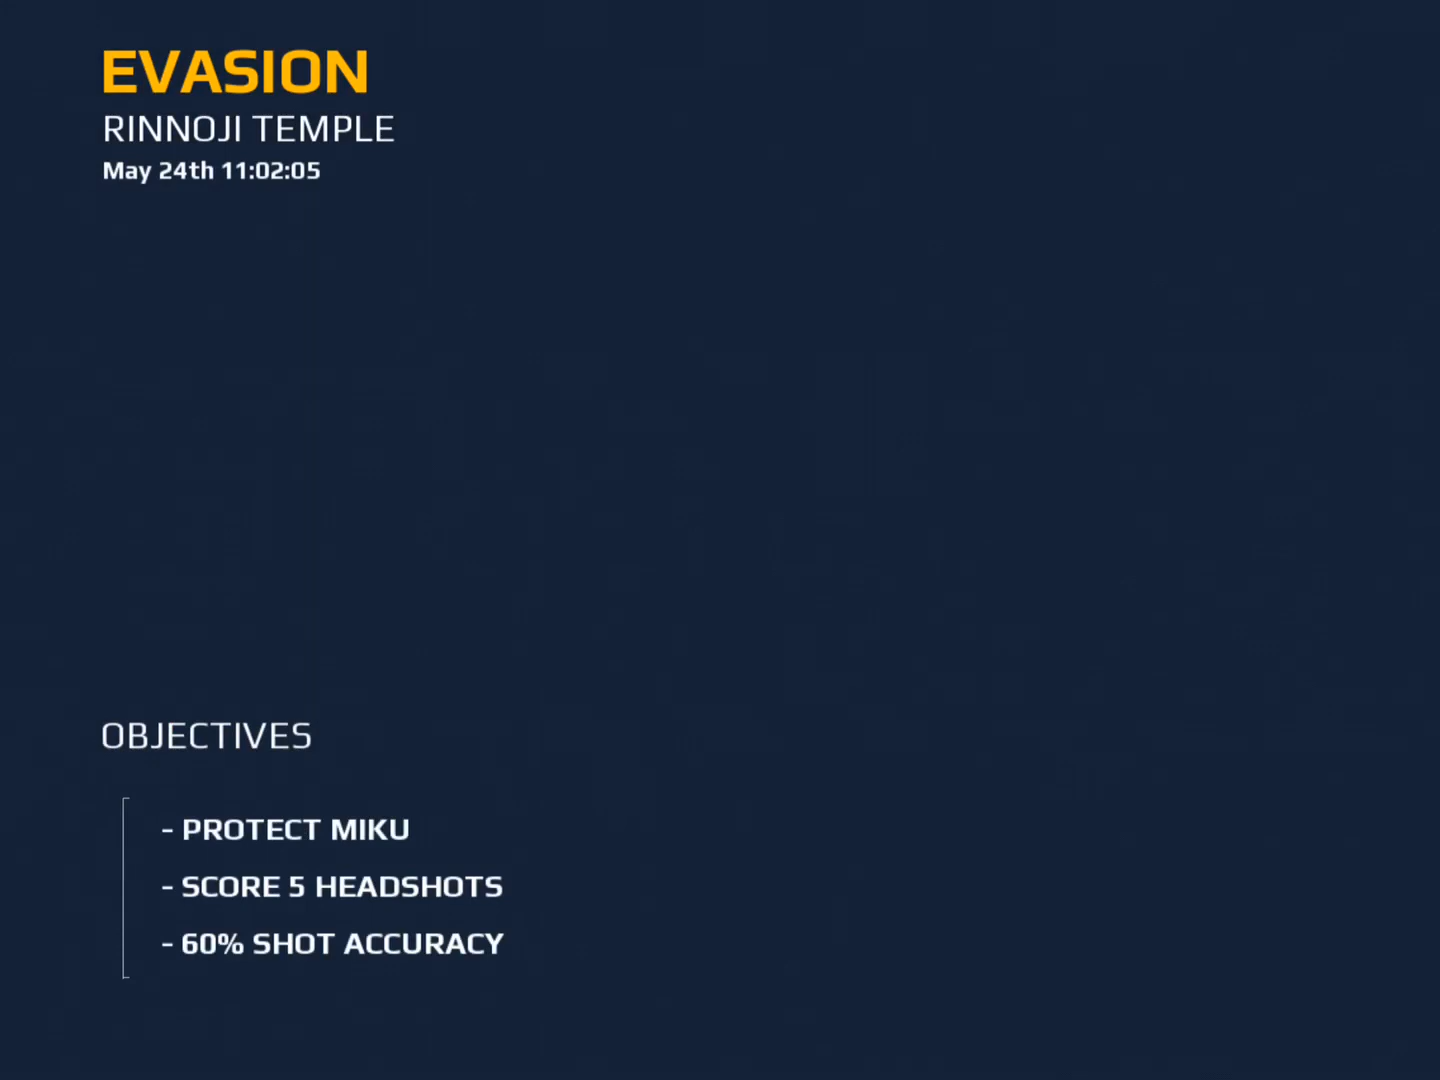 EVASION
RINNOJI TEMPLE
May 24th 11:02:05
OBJECTIVES
- PROTECT MIKU
- SCORE 5 HEADSHOTS
- 60% SHOT ACCURACY